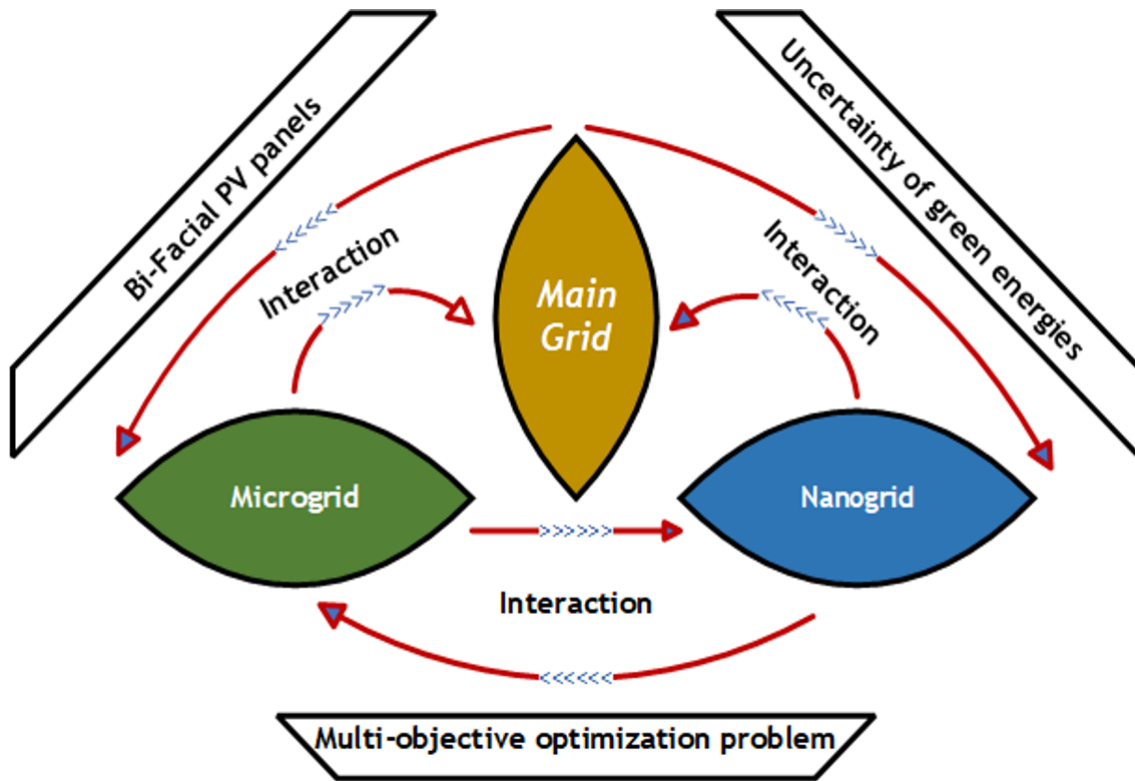 Bi-Facial PV panels
Uncertainty of green energies
Interaction
Interaction
Main
Grid
Microgrid
Nanogrid
Interaction
Multi-objective optimization problem